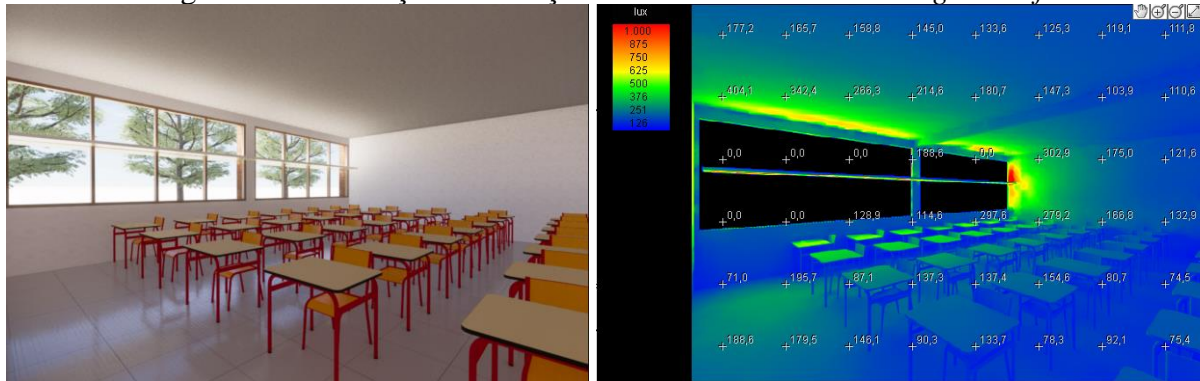 lux
1.000
875
750
625
500
376
251
126
177,2 165,7 158,8 145,0 133,6 125,3 119,1 111,8
404,1 342,4 266,3 214,6 180,7 147,3 103,9 110,6
0,0 0,0 0,0 188,6 0,0 302,9 175,0 121,6
0,0 0,0 128,9 114,6 297,6 279,2 166,8 132,9
71,0 195,7 87,1 137,3 137,4 154,6 80,7 74,5
188,6 179,5 146,1 90,3 133,7 78,3 92,1 75,4